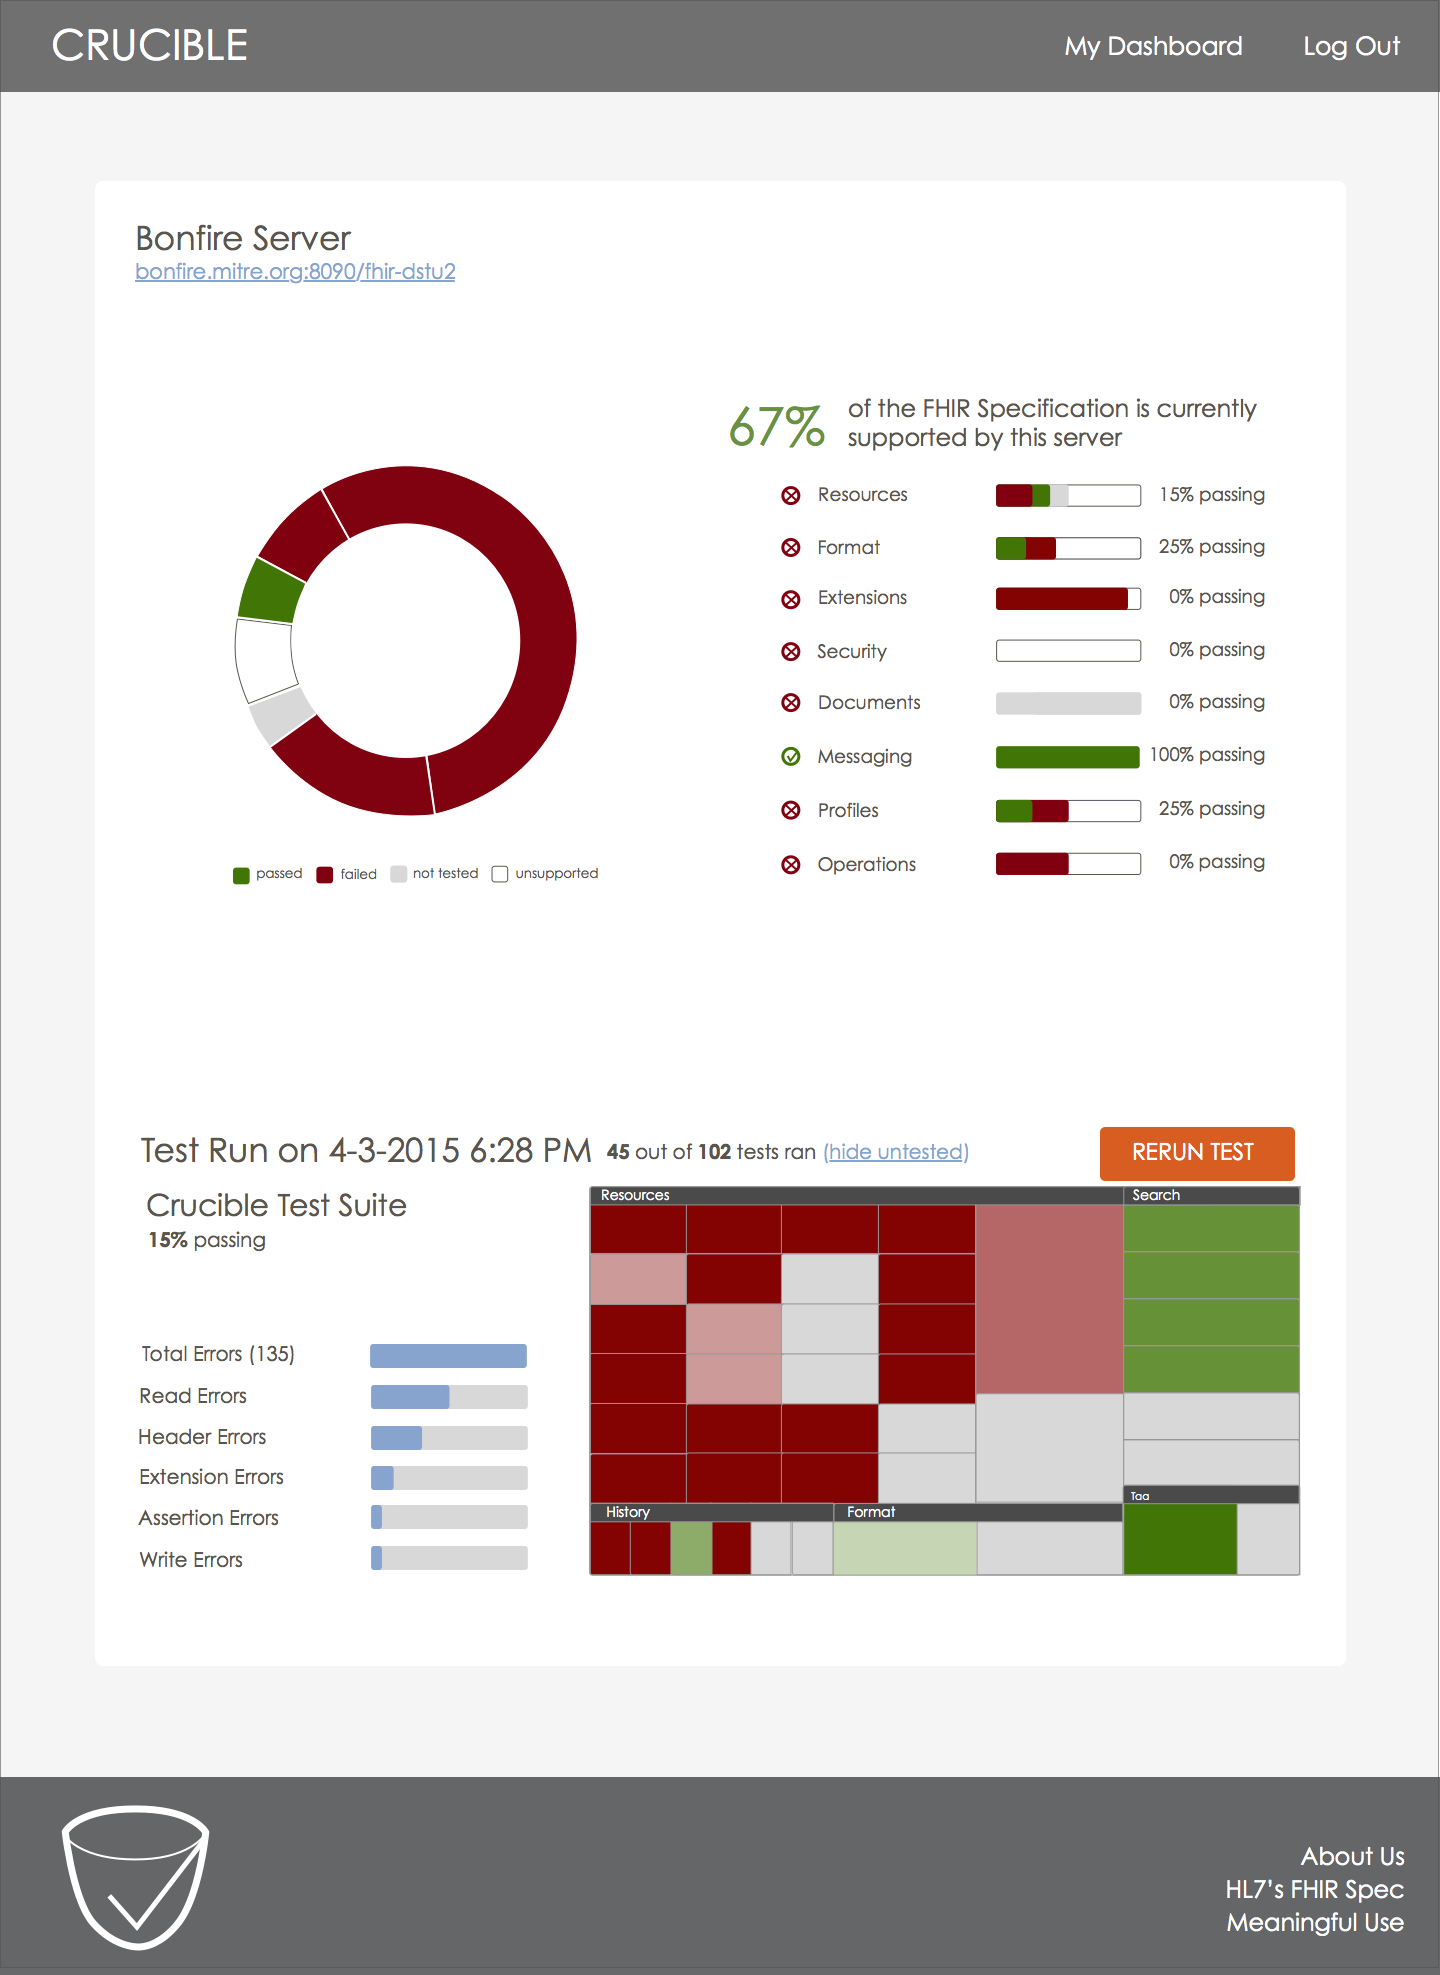 CRUCIBLE
My Dashboard
Log Out
Bonfire Server
bonfire.mitre.org:8090/fhir-dstu2
67%
of the FHIR Specification is currently
supported by this server
Resources 15% passing
Format 25% passing
Extensions 0% passing
Security 0% passing
Documents 0% passing
Messaging 100% passing
Profiles 25% passing
Operations 0% passing
passed failed not tested unsupported
Test Run on 4-3-2015 6:28 PM 45 out of 102 tests ran (hide untested)
RERUN TEST
Crucible Test Suite
15% passing
Total Errors (135)
Read Errors
Header Errors
Extension Errors
Assertion Errors
Write Errors
Resources
Search
History
Format
Tag
About Us
HL7’s FHIR Spec
Meaningful Use